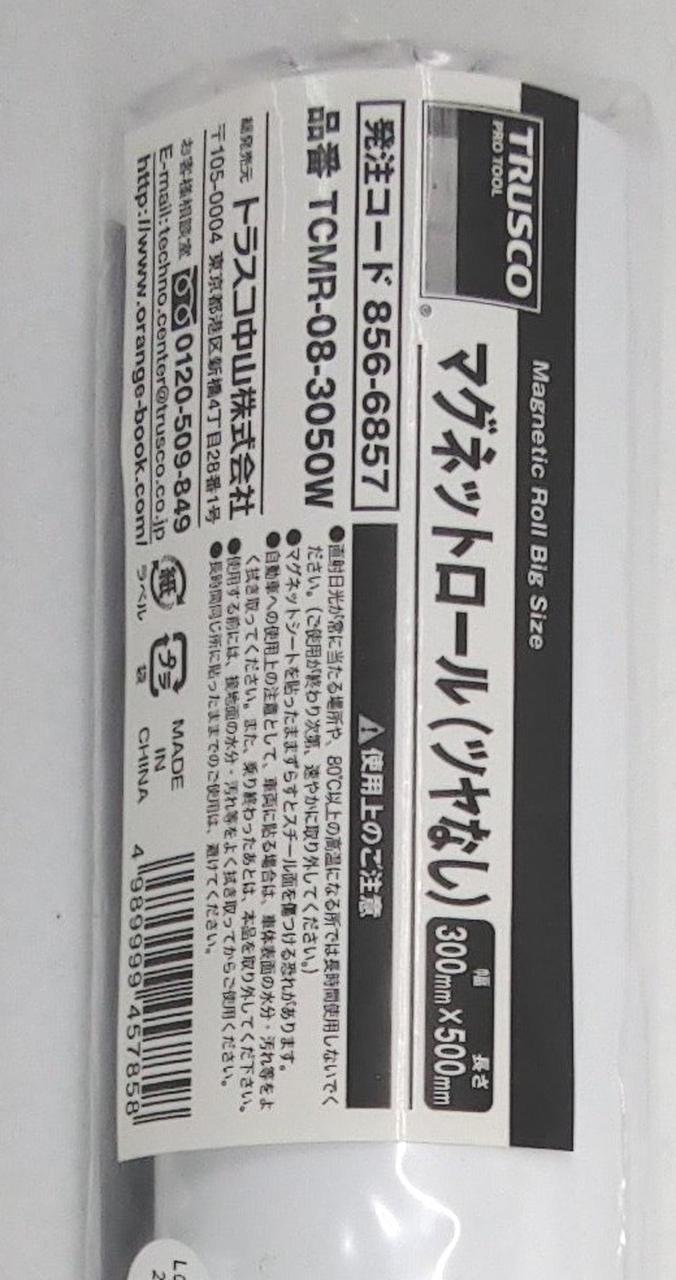 TRUSCO
PRO TOOL
®
Magnetic Roll Big Size
マグネットロール(ツヤなし)
幅 長さ
300mm×500mm
発注コード 856-6857
品番 TCMR-08-3050W
総発売元 トラスコ中山株式会社
〒105-0004 東京都港区新橋4丁目28番1号
お客様相談室 0120-509-849
E-mail:techno.center@trusco.co.jp
http://www.orange-book.com/
使用上のご注意
●直射日光が常に当たる場所や、80℃以上の高温になる所では長時間使用しないでく
ださい。(ご使用が終わり次第、速やかに取り外してください。)
●マグネットシートを貼ったままずらすとスチール面を傷つける恐れがあります。
●自動車への使用上の注意として、車両に貼る場合は、車体表面の水分・汚れ等をよ
く拭き取ってください。また、乗り終わったあとは、本品を取り外してくだ下さい。
●使用する前には、接地面の水分・汚れ等をよく拭き取ってからご使用ください。
●長時間同じ所に貼ったままでのご使用は、避けてください。
紙
ラベル
プラ
袋
MADE
IN
CHINA
4 989999 457858